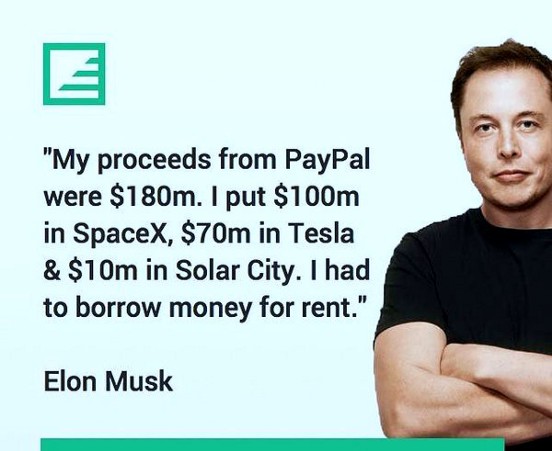 "My proceeds from PayPal
were $180m. I put $100m
in SpaceX, $70m in Tesla
& $10m in Solar City. I had
to borrow money for rent."
Elon Musk